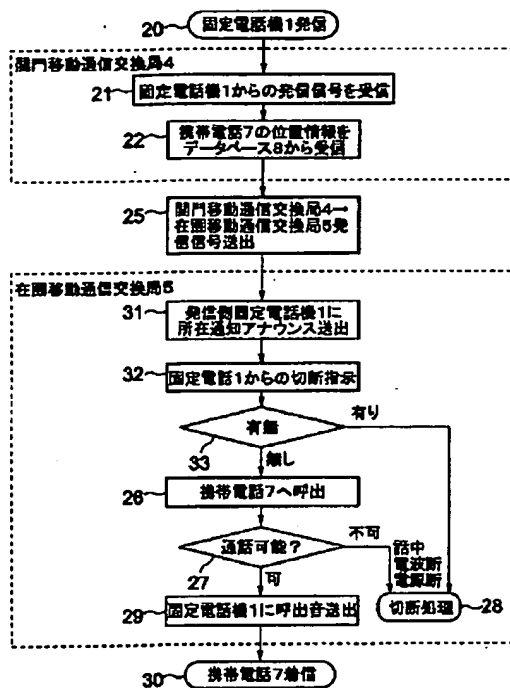 20
固定電話機1発信
関門移動通信交換局4
21
固定電話機1からの発信信号を受信
22
携帯電話7の位置情報を
データベース8から受信
25
関門移動通信交換局4→
在圏移動通信交換局5発
信信号送出
在圏移動通信交換局5
31
発信側固定電話機1に
所在通知アナウンス送出
32
固定電話1からの切断指示
有無
有り
33
無し
26
携帯電話7へ呼出
通話可能?
不可
27
可
話中
電波断
電源断
29
固定電話機1に呼出音送出
切断処理
28
30
携帯電話7着信